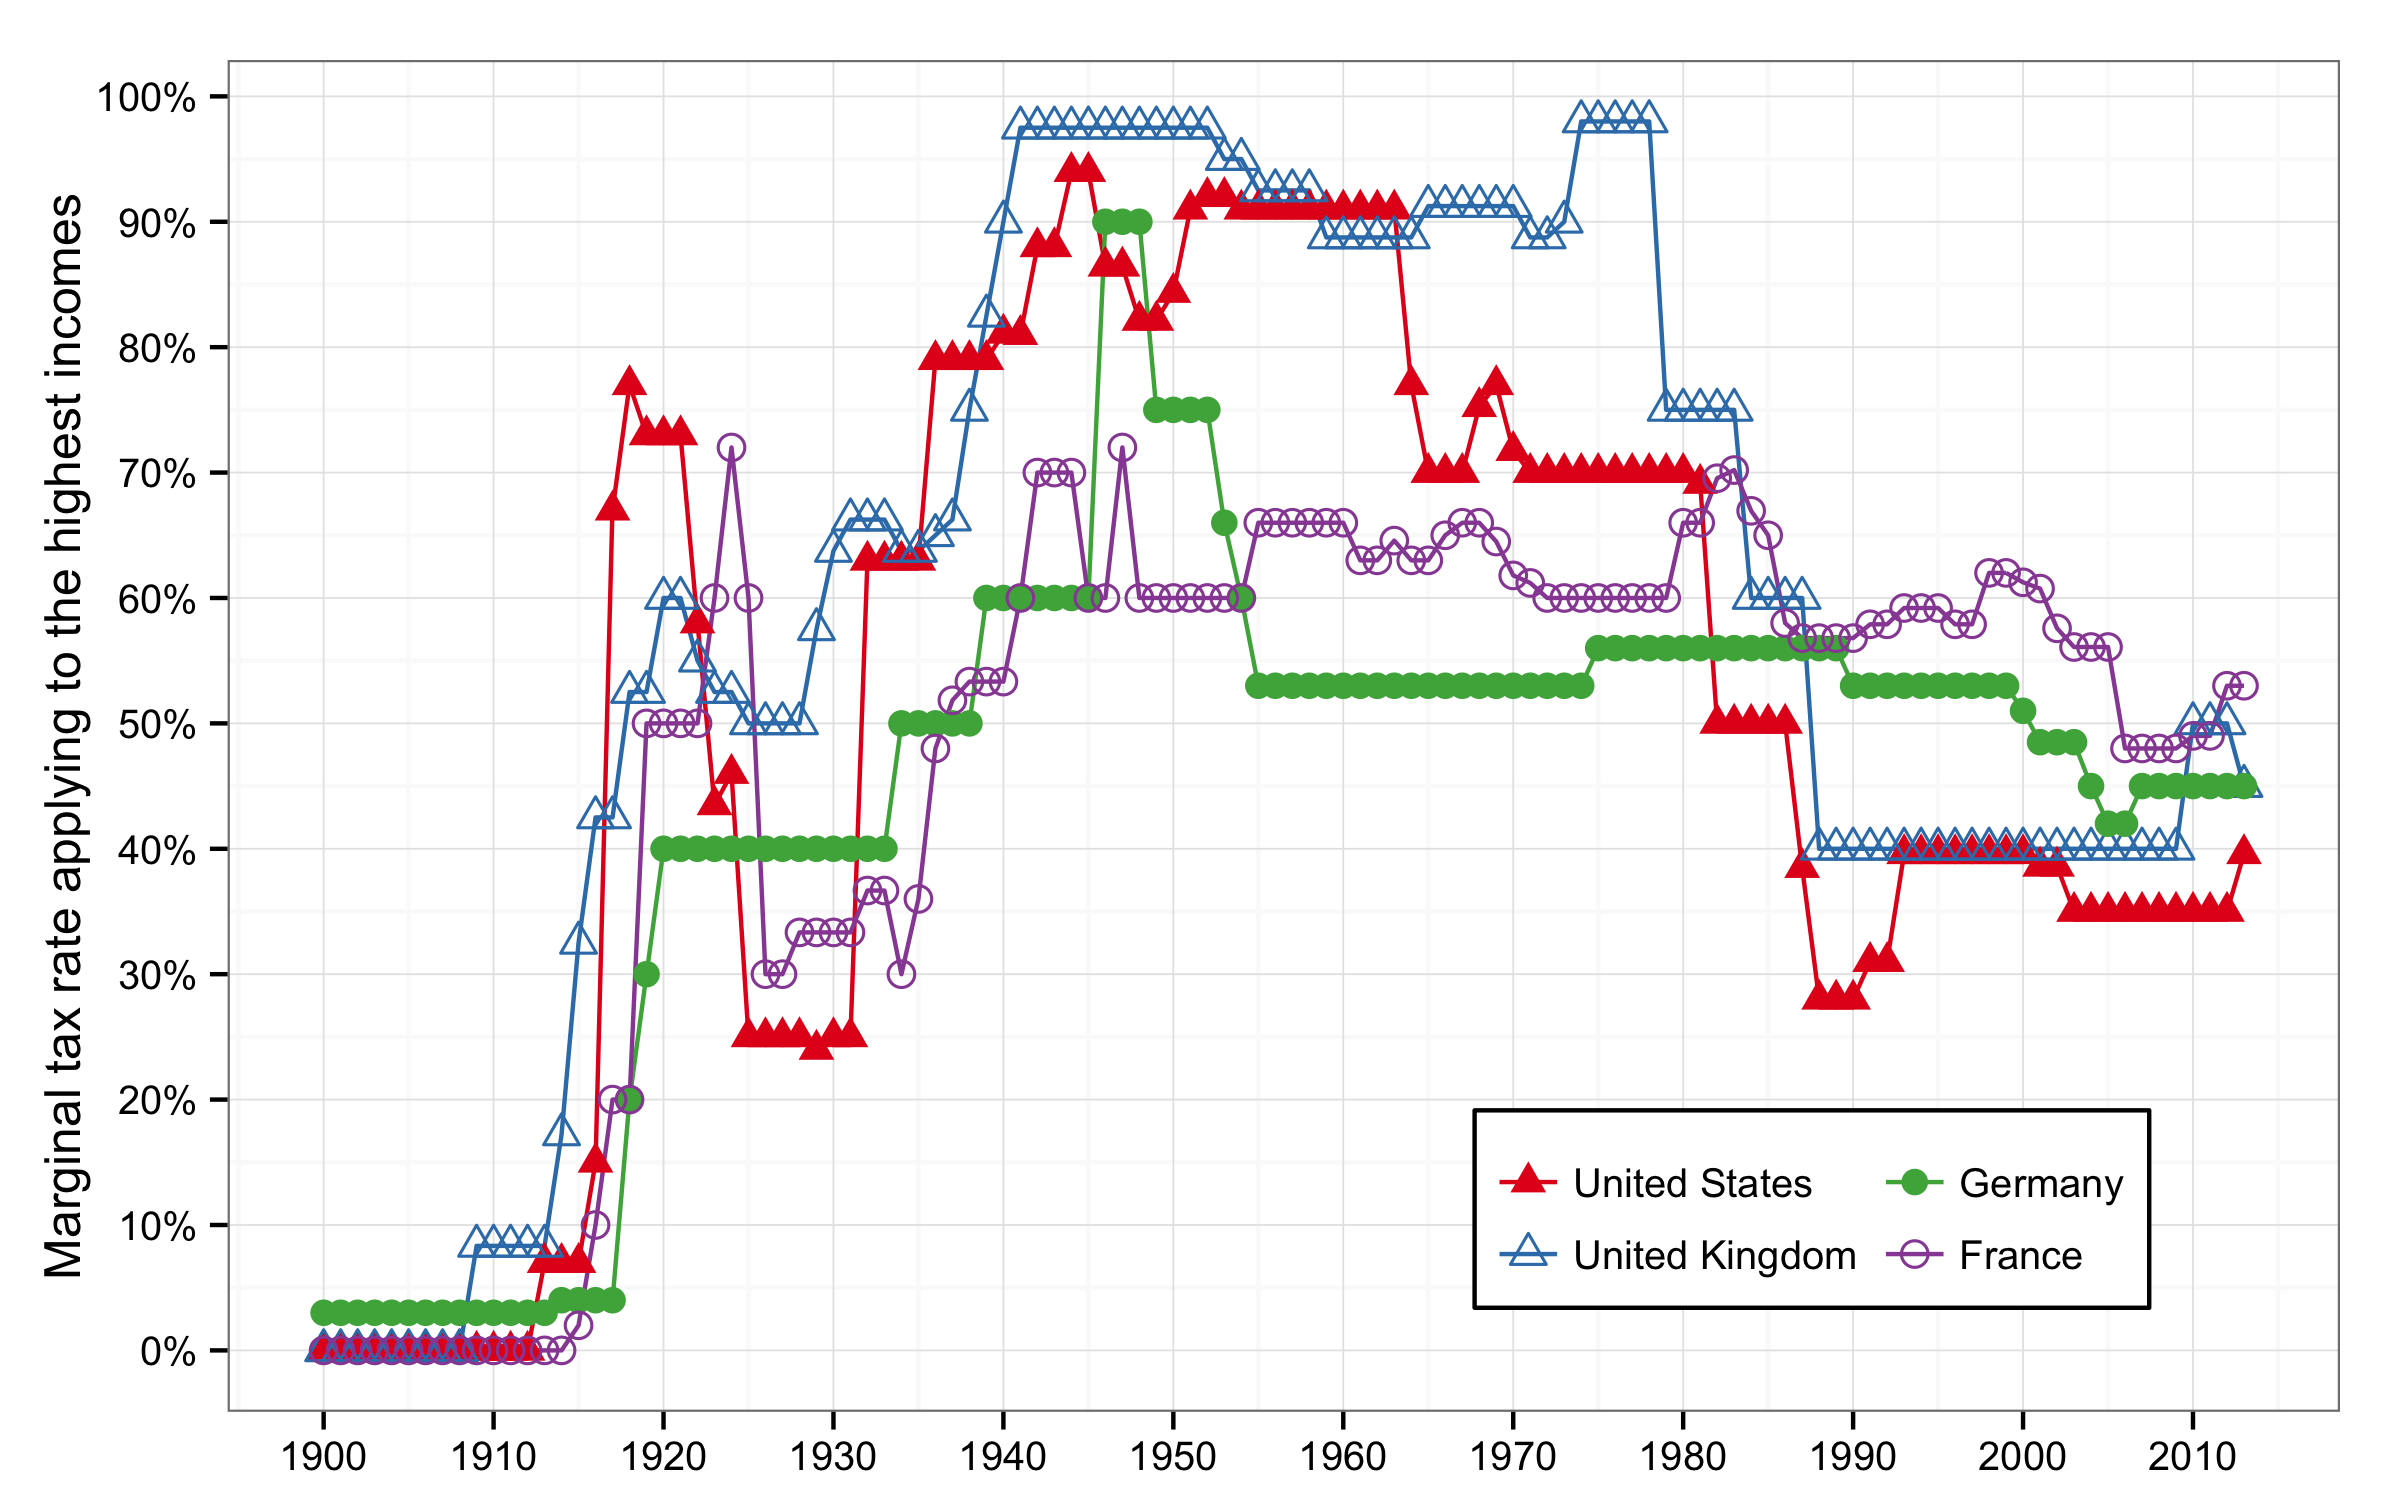 Marginal tax rate applying to the highest incomes
100%
90%
80%
70%
60%
50%
40%
30%
20%
10%
0%
United States
Germany
United Kingdom
France
1900 1910 1920 1930 1940 1950 1960 1970 1980 1990 2000 2010